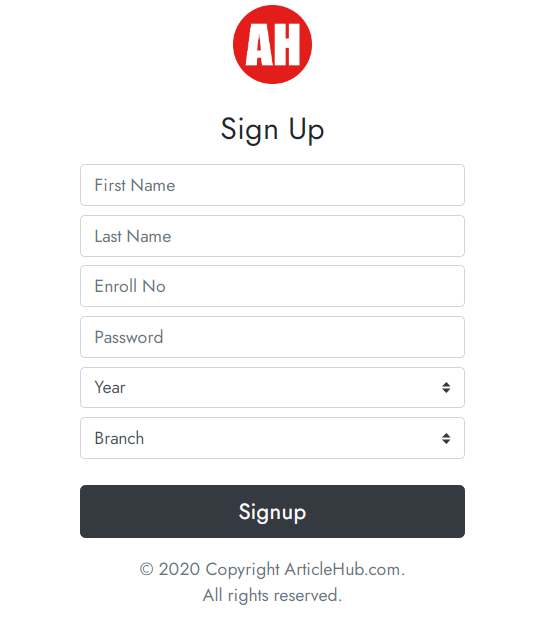 AH
Sign Up
First Name
Last Name
Enroll No
Password
Year
Branch
Signup
© 2020 Copyright ArticleHub.com.
All rights reserved.